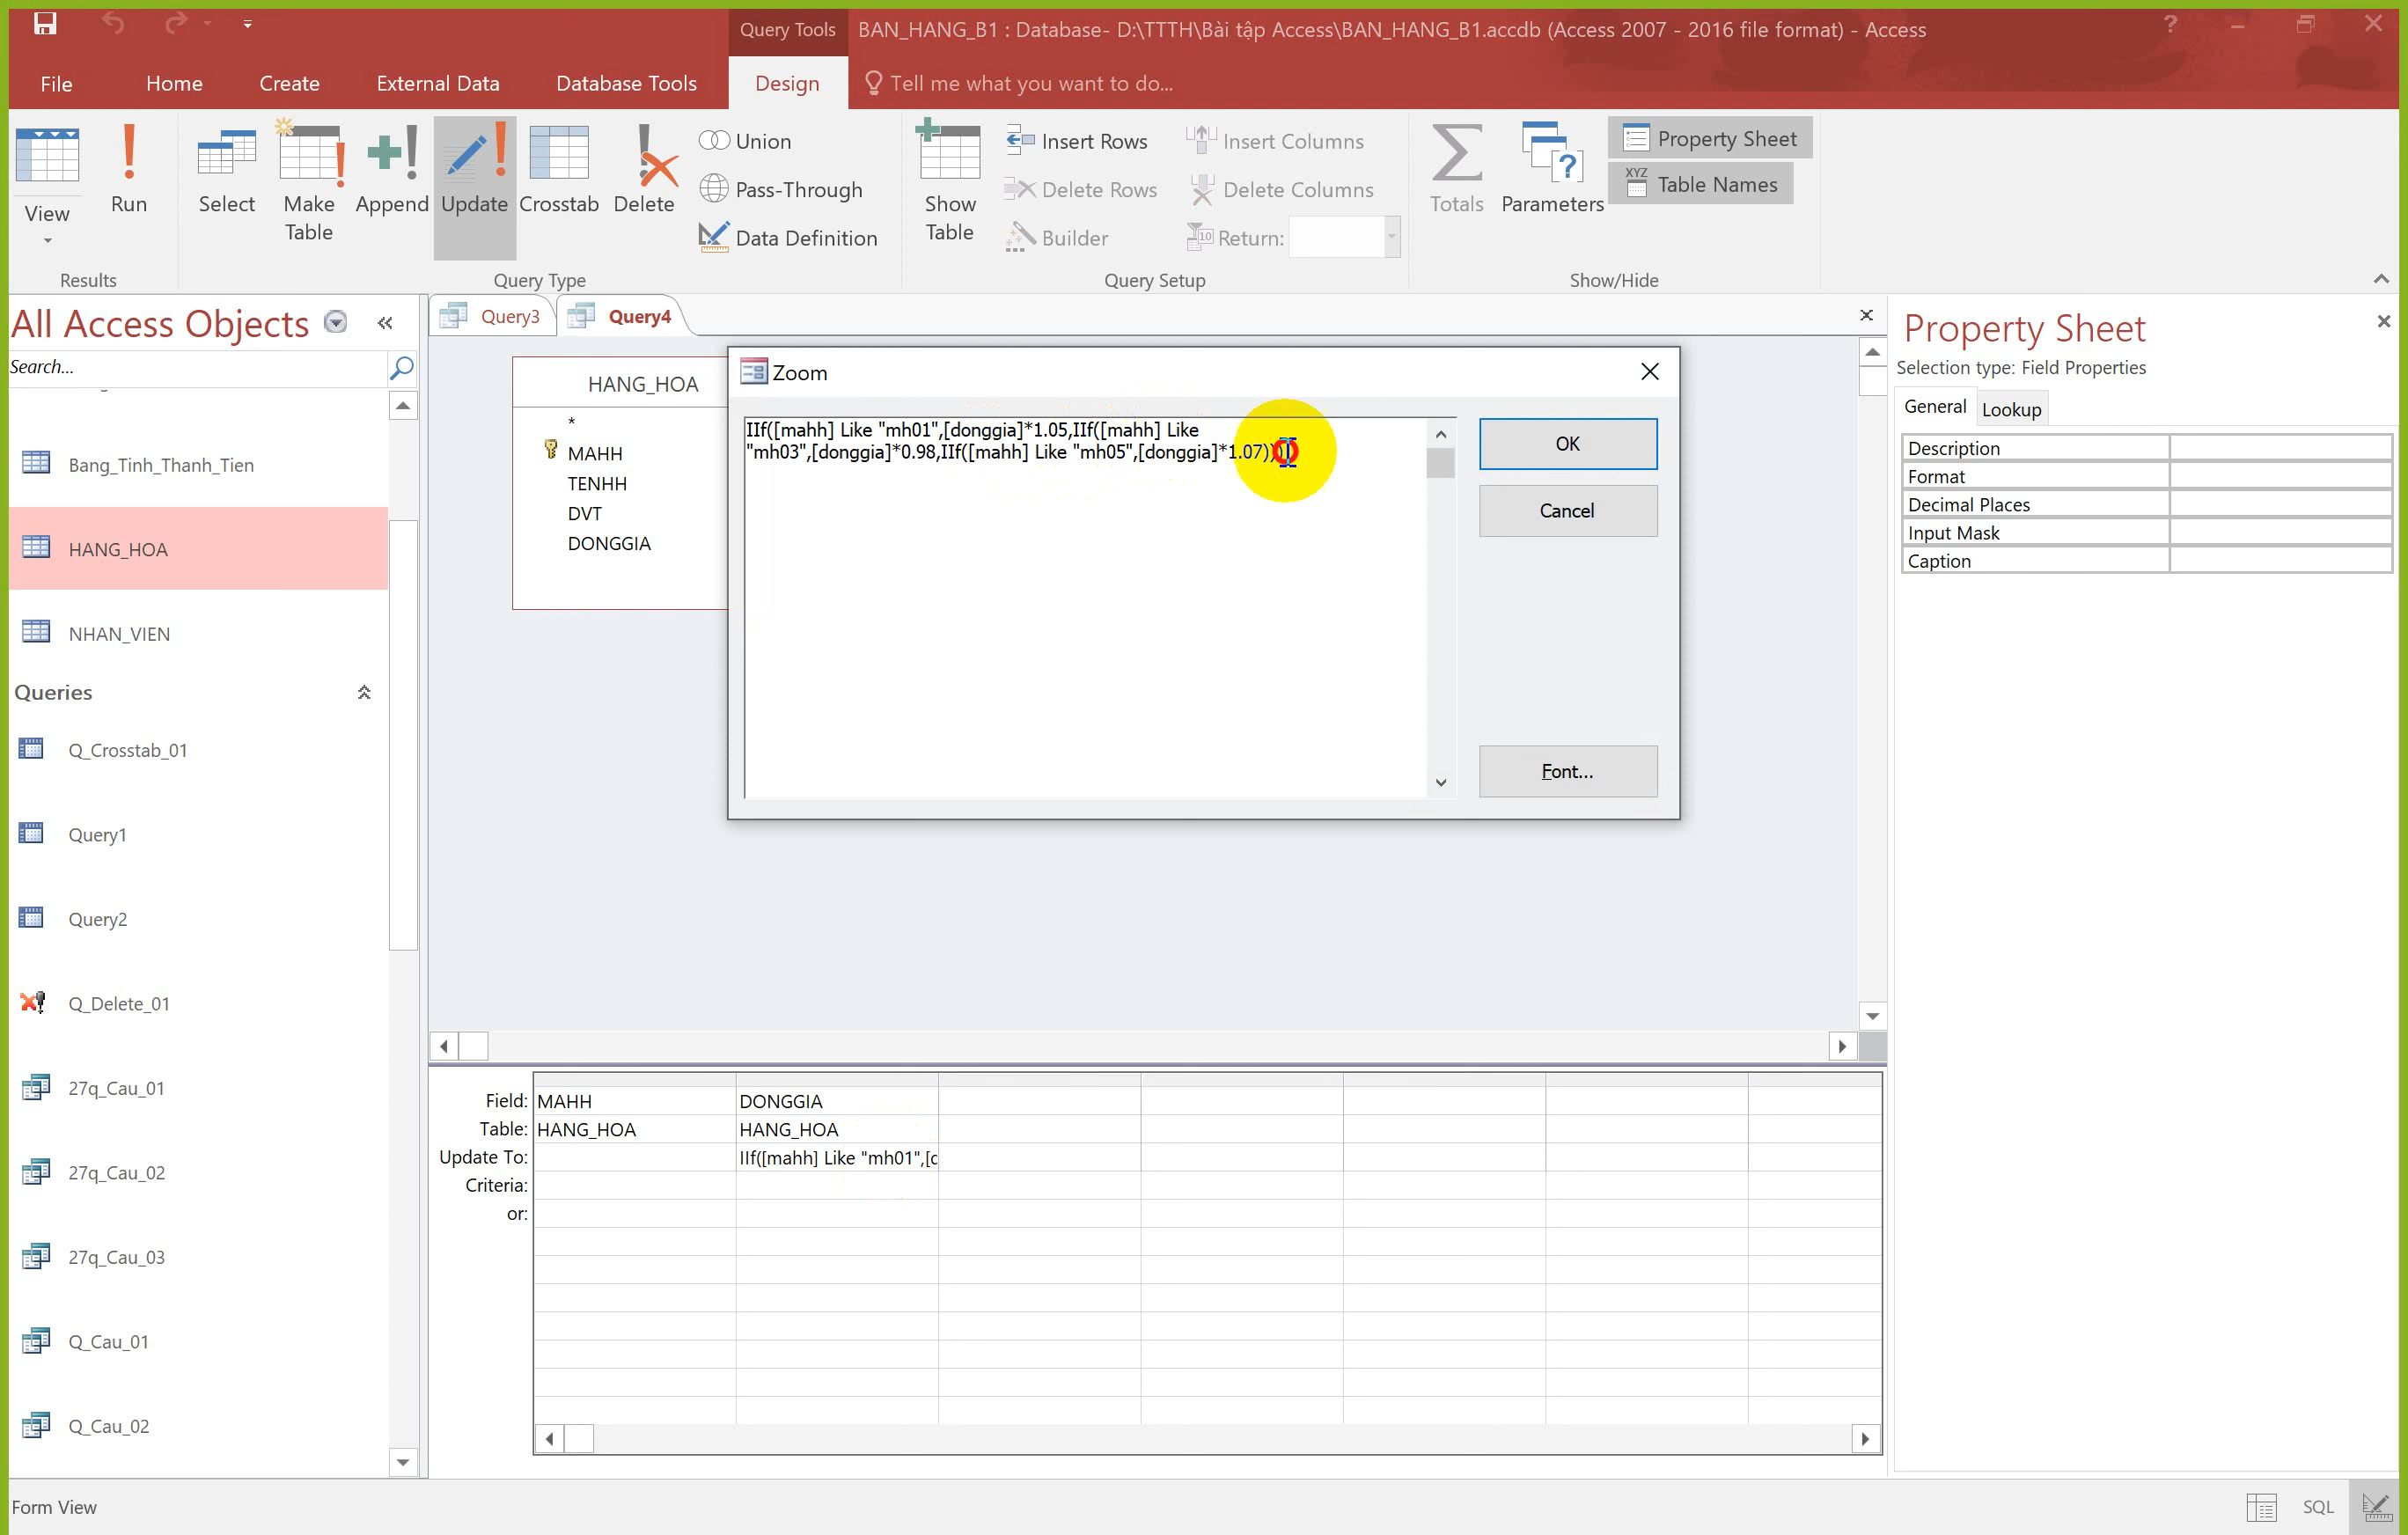 Query Tools
BAN_HANG_B1 : Database- D:\TTTH\Bài tập Access\BAN_HANG_B1.accdb (Access 2007 - 2016 file format) - Access
?
File
Home
Create
External Data
Database Tools
Design
Tell me what you want to do...
View
Run
Select
Make Table
Append
Update
Crosstab
Delete
Union
Pass-Through
Data Definition
Show Table
Insert Rows
Delete Rows
Builder
Insert Columns
Delete Columns
Return:
Totals
Parameters
Property Sheet
Table Names
Results
Query Type
Query Setup
Show/Hide
All Access Objects
Search...
Bang_Tinh_Thanh_Tien
HANG_HOA
NHAN_VIEN
Queries
Q_Crosstab_01
Query1
Query2
Q_Delete_01
27q_Cau_01
27q_Cau_02
27q_Cau_03
Q_Cau_01
Q_Cau_02
Query3
Query4
HANG_HOA
*
MAHH
TENHH
DVT
DONGGIA
Zoom
IIf([mahh] Like "mh01",[donggia]*1.05,IIf([mahh] Like
"mh03",[donggia]*0.98,IIf([mahh] Like "mh05",[donggia]*1.07)))
OK
Cancel
Font...
Field: MAHH DONGGIA
Table: HANG_HOA HANG_HOA
Update To: IIf([mahh] Like "mh01",[d
Criteria:
or:
Property Sheet
Selection type: Field Properties
General Lookup
Description
Format
Decimal Places
Input Mask
Caption
Form View
SQL